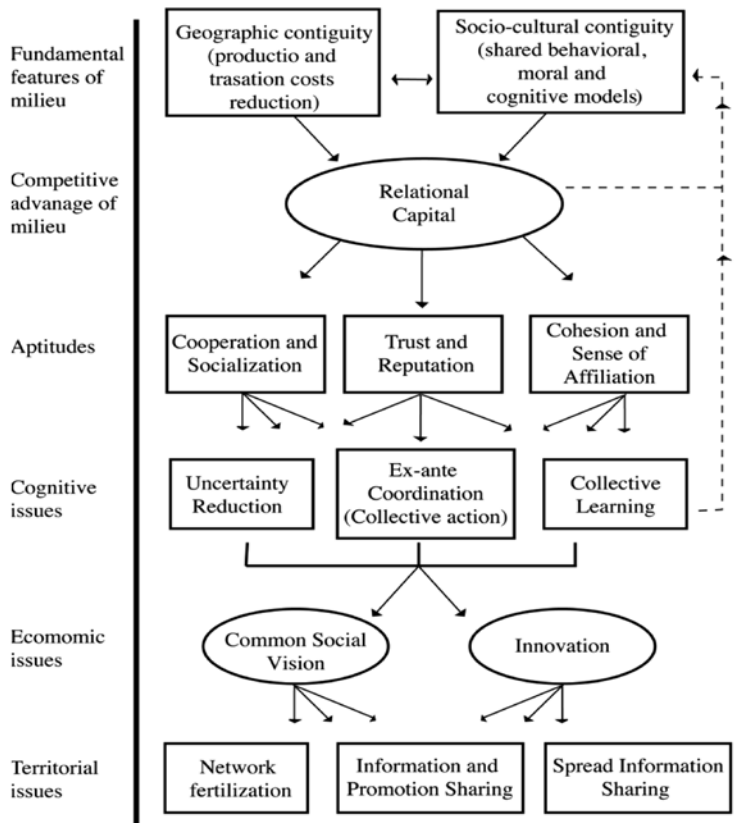 Fundamental
features of
milieu
Geographic contiguity
(productio and
trasation costs
reduction)
Socio-cultural contiguity
(shared behavioral,
moral and
cognitive models)
Competitive
advanage of
milieu
Relational
Capital
Aptitudes
Cooperation and
Socialization
Trust and
Reputation
Cohesion and
Sense of
Affiliation
Cognitive
issues
Uncertainty
Reduction
Ex-ante
Coordination
(Collective action)
Collective
Learning
Ecomomic
issues
Common Social
Vision
Innovation
Territorial
issues
Network
fertilization
Information and
Promotion Sharing
Spread Information
Sharing